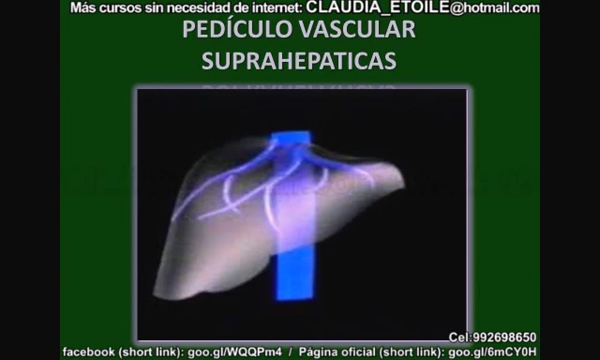 Más cursos sin necesidad de internet: CLAUDIA_ETOILE@hotmail.com
PEDÍCULO VASCULAR
SUPRAHEPATICAS
Cel:992698650
facebook (short link): goo.gl/WQQPm4 / Página oficial (short link): goo.gl/6mCY0H